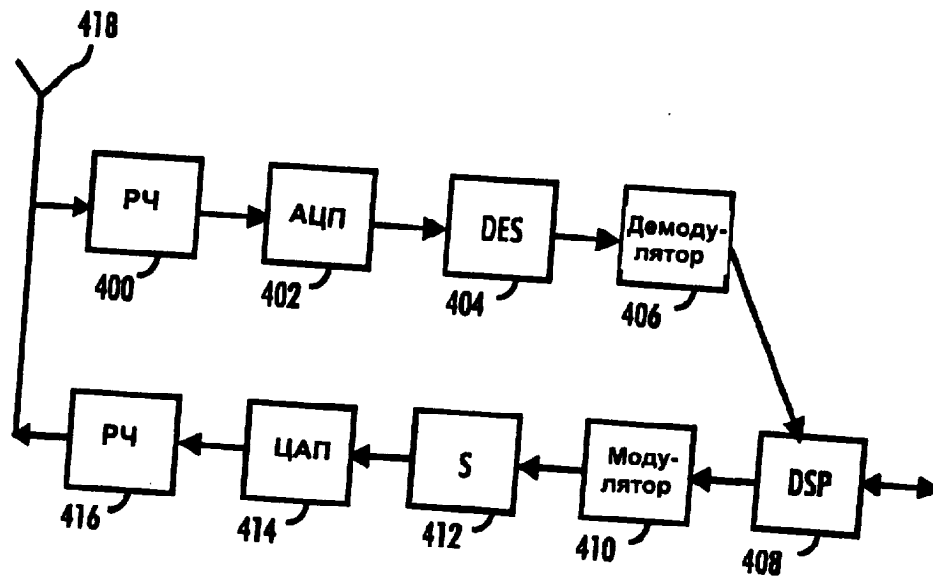 418
РЧ
АЦП
DES
Демоду-
лятор
400
402
404
406
РЧ
ЦАП
S
Моду-
лятор
DSP
416
414
412
410
408